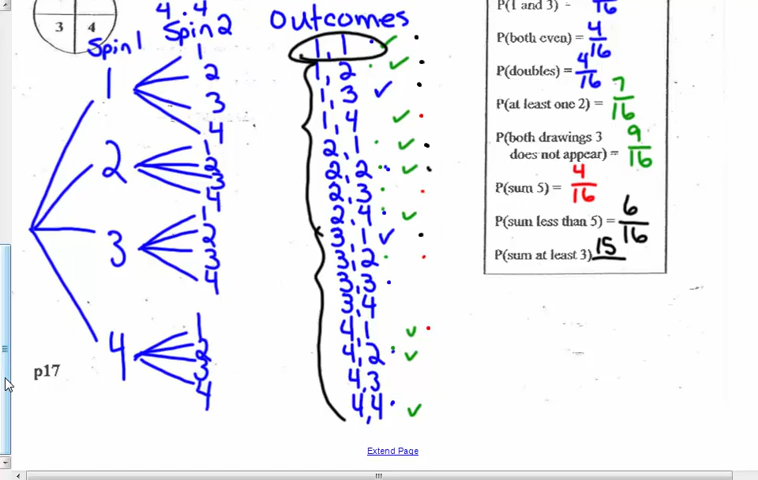 4 . 4
3 4
Spin 1 Spin 2
1
1
2
3
4
2
1
2
3
4
3
1
2
3
4
4
1
2
3
4
p17
Outcomes
1, 1
1, 2
1, 3
1, 4
2, 1
2, 2
2, 3
2, 4
3, 1
3, 2
3, 3
3, 4
4, 1
4, 2
4, 3
4, 4
P(1 and 3) = /16
P(both even) = 4/16
P(doubles) = 4/16
P(at least one 2) = 7/16
P(both drawings 3
does not appear) = 9/16
P(sum 5) = 4/16
P(sum less than 5) = 6/16
P(sum at least 3) 15
Extend Page